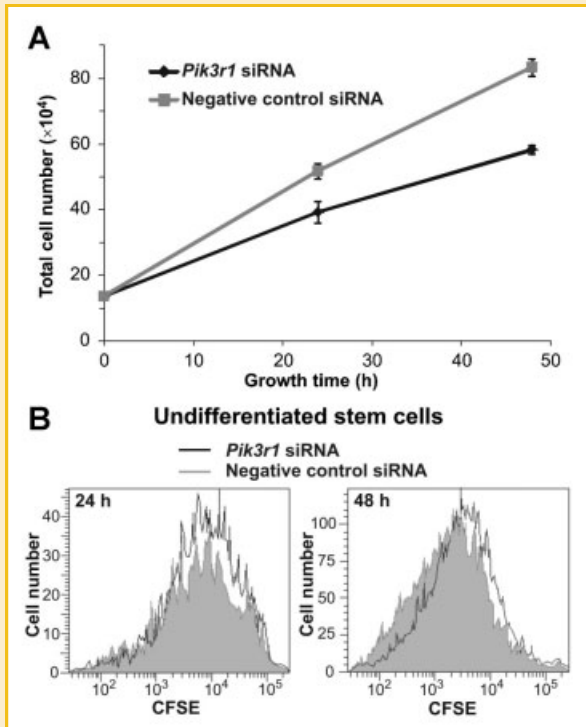 A
Pik3r1 siRNA
Negative control siRNA
Total cell number (×10⁴)
80
60
40
20
0
0 10 20 30 40 50
Growth time (h)
B Undifferentiated stem cells
Pik3r1 siRNA
Negative control siRNA
24 h
Cell number
40
30
20
10
0
10² 10³ 10⁴ 10⁵
CFSE
48 h
Cell number
100
75
50
25
0
10² 10³ 10⁴ 10⁵
CFSE